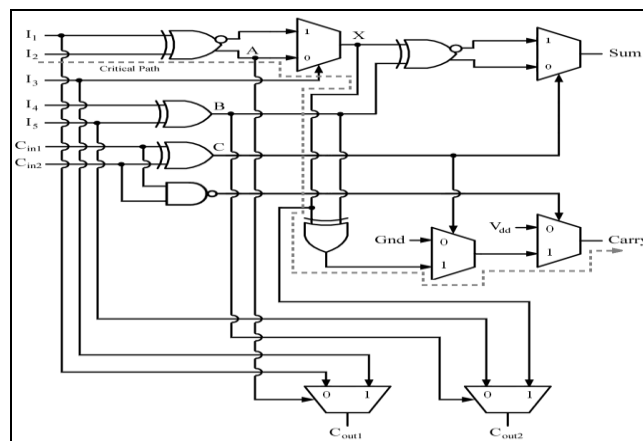 I1
1
X
I2
A
0
1
Sum
Critical Path
0
I3
I4
B
I5
Cin1
C
Cin2
Vdd
0
Gnd
0
Carry
1
1
0
1
0
1
Cout1
Cout2